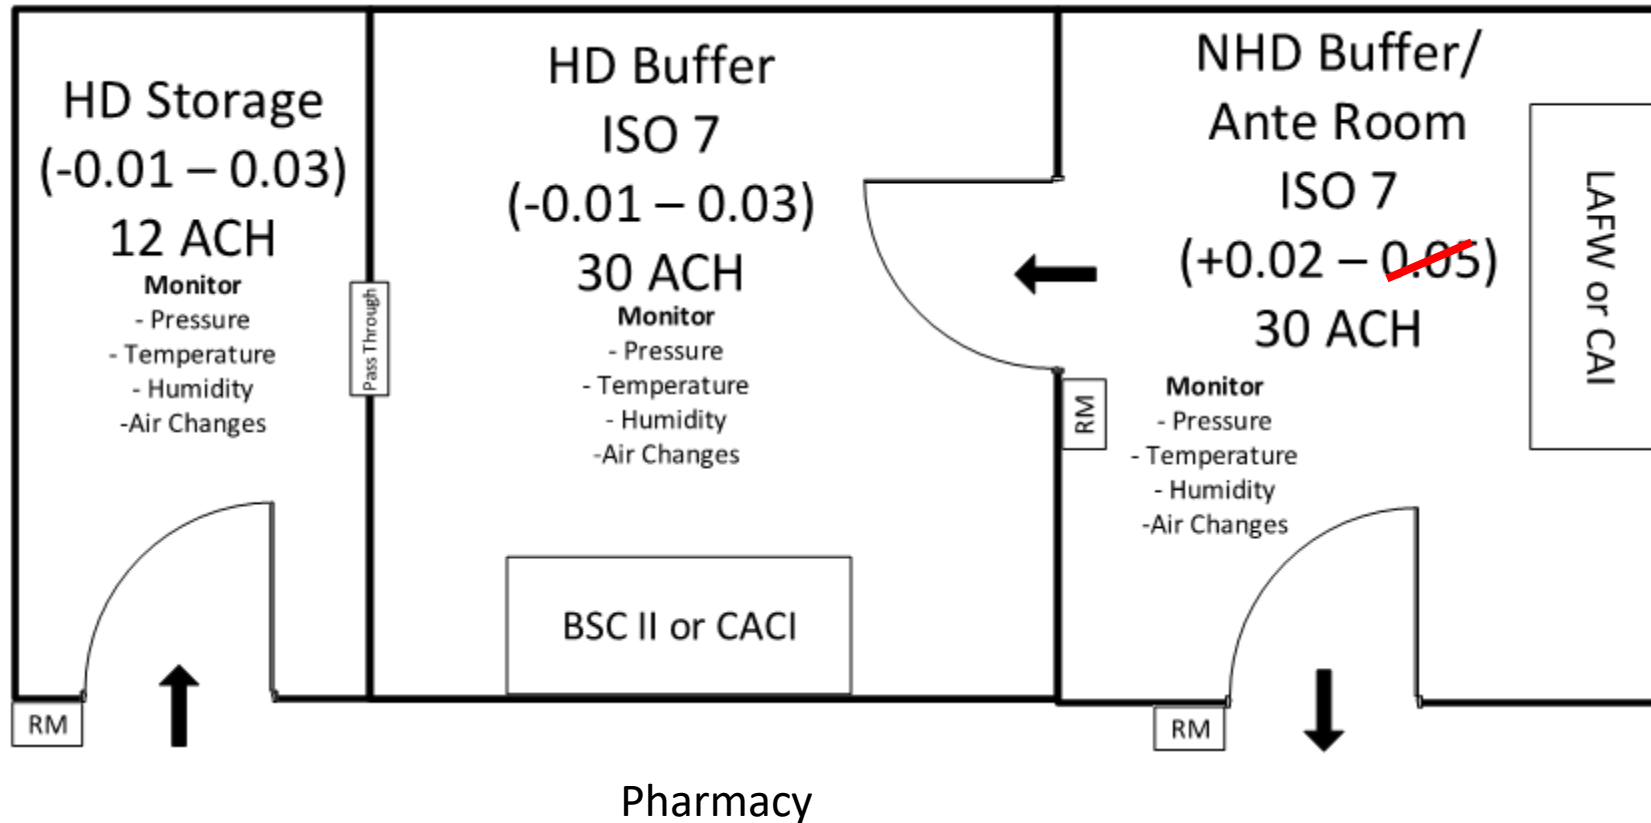 HD Storage
(-0.01 – 0.03)
12 ACH
Monitor
- Pressure
- Temperature
- Humidity
-Air Changes
RM
Pass Through
HD Buffer
ISO 7
(-0.01 – 0.03)
30 ACH
Monitor
- Pressure
- Temperature
- Humidity
-Air Changes
BSC II or CACI
NHD Buffer/
Ante Room
ISO 7
(+0.02 – 0.05)
30 ACH
Monitor
- Pressure
- Temperature
- Humidity
-Air Changes
RM
LAFW or CAI
RM
Pharmacy